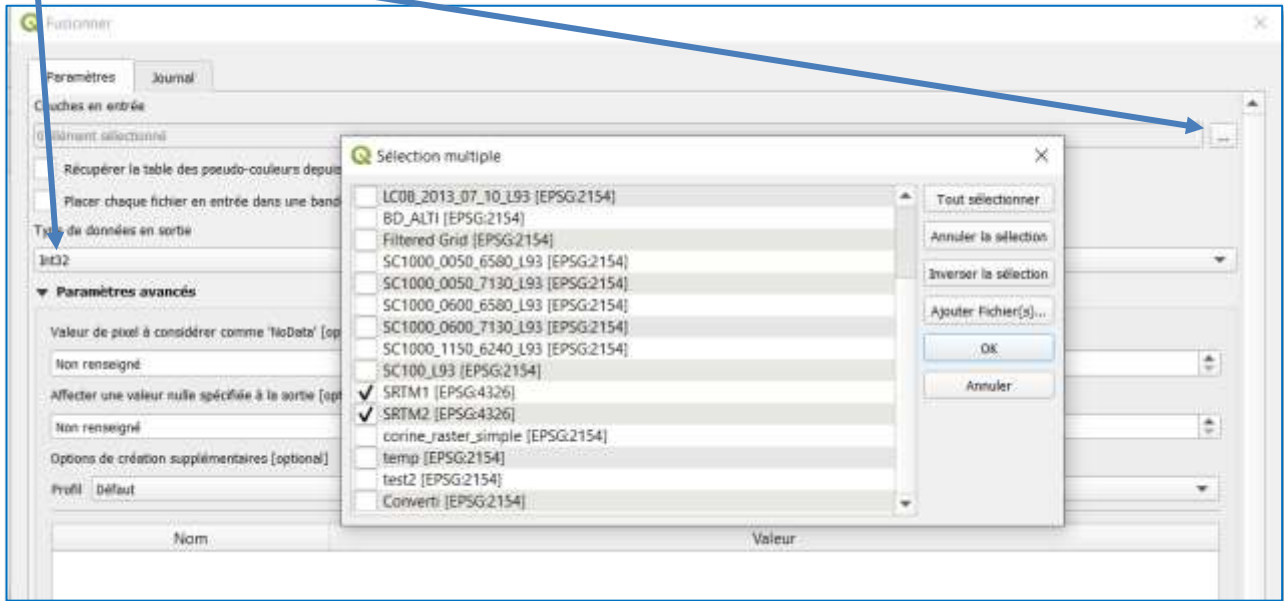 Fusionner
Paramètres
Journal
Couches en entrée
0 élément sélectionné
...
Récupérer la table des pseudo-couleurs depuis
Placer chaque fichier en entrée dans une band
Type de données en sortie
Int32
Paramètres avancés
Valeur de pixel à considérer comme 'NoData' [op
Non renseigné
Affecter une valeur nulle spécifiée à la sortie [opt
Non renseigné
Options de création supplémentaires [optional]
Profil Défaut
Nom
Valeur
Sélection multiple
LC08_2013_07_10_L93 [EPSG:2154]
BD_ALTI [EPSG:2154]
Filtered Grid [EPSG:2154]
SC1000_0050_6580_L93 [EPSG:2154]
SC1000_0050_7130_L93 [EPSG:2154]
SC1000_0600_6580_L93 [EPSG:2154]
SC1000_0600_7130_L93 [EPSG:2154]
SC1000_1150_6240_L93 [EPSG:2154]
SC100_L93 [EPSG:2154]
SRTM1 [EPSG:4326]
SRTM2 [EPSG:4326]
corine_raster_simple [EPSG:2154]
temp [EPSG:2154]
test2 [EPSG:2154]
Converti [EPSG:2154]
Tout sélectionner
Annuler la sélection
Inverser la sélection
Ajouter Fichier(s)...
OK
Annuler